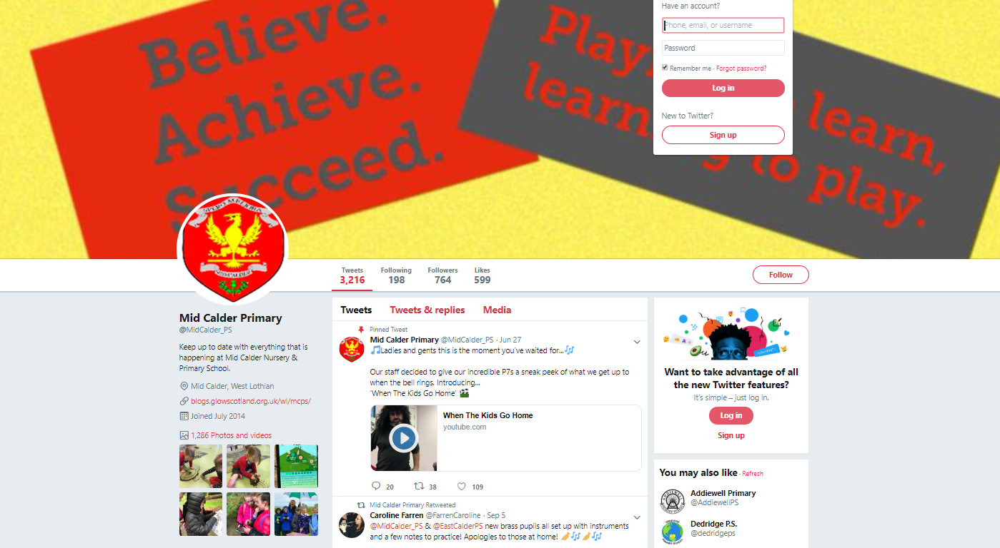 Believe.
Achieve.
Succeed.
learn,
to play.
Have an account?
Phone, email, or username
Password
Remember me · Forgot password?
Log in
New to Twitter?
Sign up
SPERO MELIORA
Tweets
3,216
Following
198
Followers
764
Likes
599
Follow
Mid Calder Primary
@MidCalder_PS
Keep up to date with everything that is
happening at Mid Calder Nursery &
Primary School.
Mid Calder, West Lothian
blogs.glowscotland.org.uk/wl/mcps/
Joined July 2014
1,286 Photos and videos
Tweets
Tweets & replies
Media
Pinned Tweet
Mid Calder Primary @MidCalder_PS · Jun 27
🎵Ladies and gents this is the moment you've waited for...🎶
Our staff decided to give our incredible P7s a sneak peek of what we get up to
when the bell rings. Introducing...
'When The Kids Go Home' 🎬
When The Kids Go Home
youtube.com
20
38
109
Mid Calder Primary Retweeted
Caroline Farren @FarrenCaroline · Sep 5
@MidCalder_PS & @EastCalderPS new brass pupils all set up with instruments
and a few notes to practice! Apologies to those at home! 🎺🎶🎺🎶
Want to take advantage of all
the new Twitter features?
It's simple – just log in.
Log in
Sign up
You may also like · Refresh
Addiewell Primary
@AddiewellPS
Dedridge P.S.
@dedridgeps